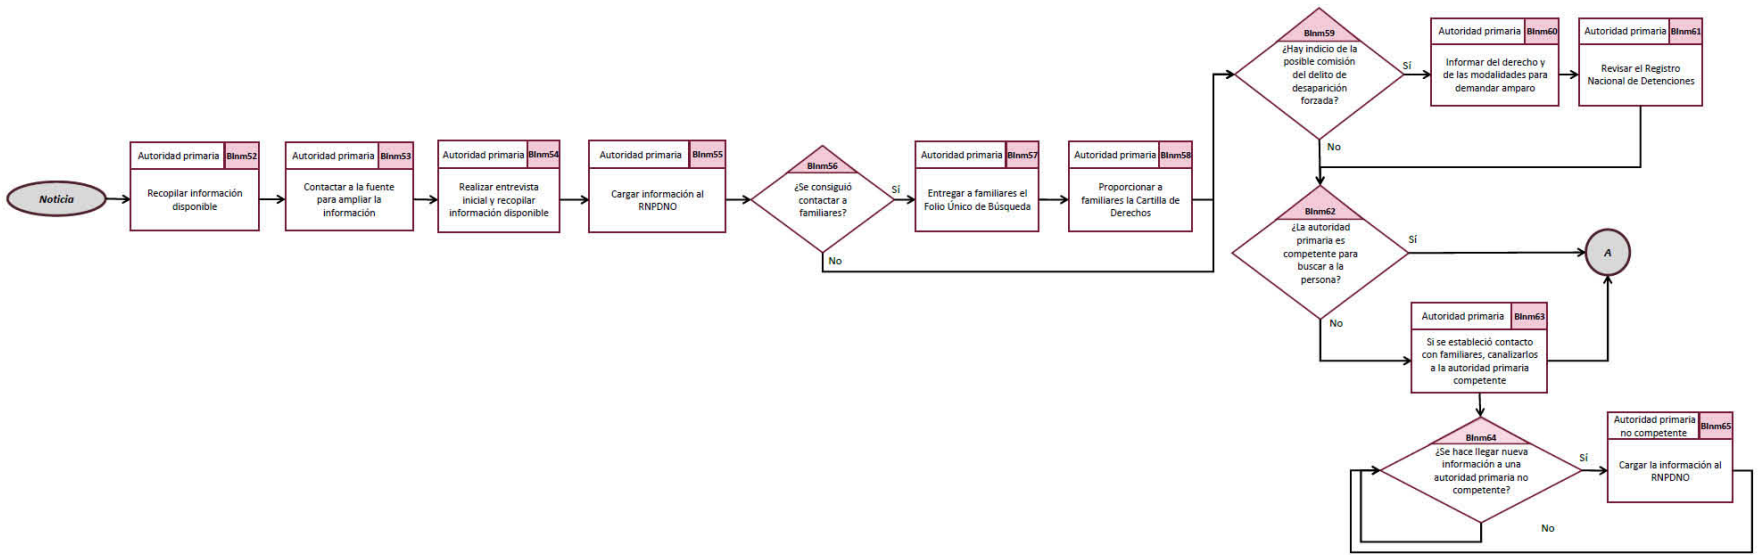 Noticia
Autoridad primaria BInm52
Recopilar información
disponible
Autoridad primaria BInm53
Contactar a la fuente
para ampliar la
información
Autoridad primaria BInm54
Realizar entrevista
inicial y recopilar
información disponible
Autoridad primaria BInm55
Cargar información al
RNPDNO
BInm56
¿Se consiguió
contactar a
familiares?
Sí
No
Autoridad primaria BInm57
Entregar a familiares el
Folio Único de Búsqueda
Autoridad primaria BInm58
Proporcionar a
familiares la Cartilla de
Derechos
BInm59
¿Hay indicio de la
posible comisión
del delito de
desaparición
forzada?
Sí
No
Autoridad primaria BInm60
Informar del derecho y
de las modalidades para
demandar amparo
Autoridad primaria BInm61
Revisar el Registro
Nacional de Detenciones
BInm62
¿La autoridad
primaria es
competente para
buscar a la
persona?
Sí
No
A
Autoridad primaria BInm63
Si se estableció contacto
con familiares, canalizarlos
a la autoridad primaria
competente
BInm64
¿Se hace llegar nueva
información a una
autoridad primaria no
competente?
Sí
No
Autoridad primaria
no competente BInm65
Cargar la información al
RNPDNO